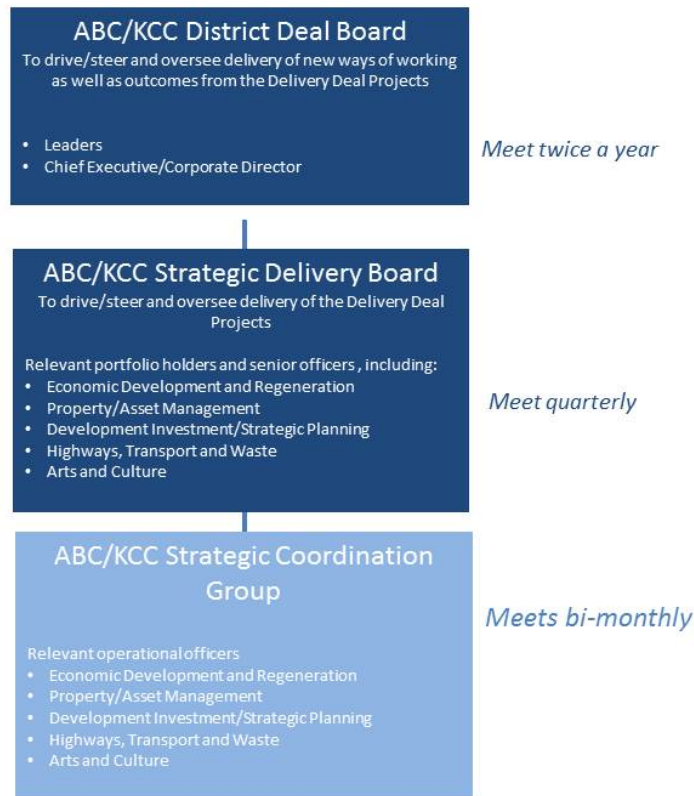 ABC/KCC District Deal Board
To drive/steer and oversee delivery of new ways of working
as well as outcomes from the Delivery Deal Projects
• Leaders
• Chief Executive/Corporate Director
Meet twice a year
ABC/KCC Strategic Delivery Board
To drive/steer and oversee delivery of the Delivery Deal
Projects
Relevant portfolio holders and senior officers , including:
• Economic Development and Regeneration
• Property/Asset Management
• Development Investment/Strategic Planning
• Highways, Transport and Waste
• Arts and Culture
Meet quarterly
ABC/KCC Strategic Coordination
Group
Relevant operational officers
• Economic Development and Regeneration
• Property/Asset Management
• Development Investment/Strategic Planning
• Highways, Transport and Waste
• Arts and Culture
Meets bi-monthly